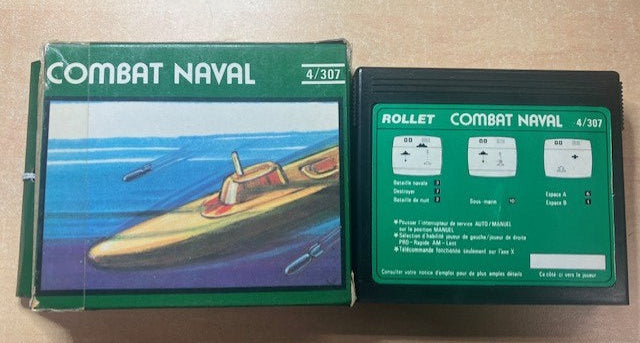 COMBAT NAVAL
4/307
ROLLET COMBAT NAVAL 4/307
Bataille navale
Destroyer
Bataille de nuit
Sous-marin
Espace A
Espace B
Pousser l'interrupteur de service AUTO/MANUEL
sur la position MANUEL
Sélection d'habilité joueur de gauche/joueur de droite
PRO-Rapide AM-Lent
Télécommande fonctionne seulement sur l'axe X
Consulter votre notice d'emploi pour de plus amples détails
Ce côté ci vers le joueur